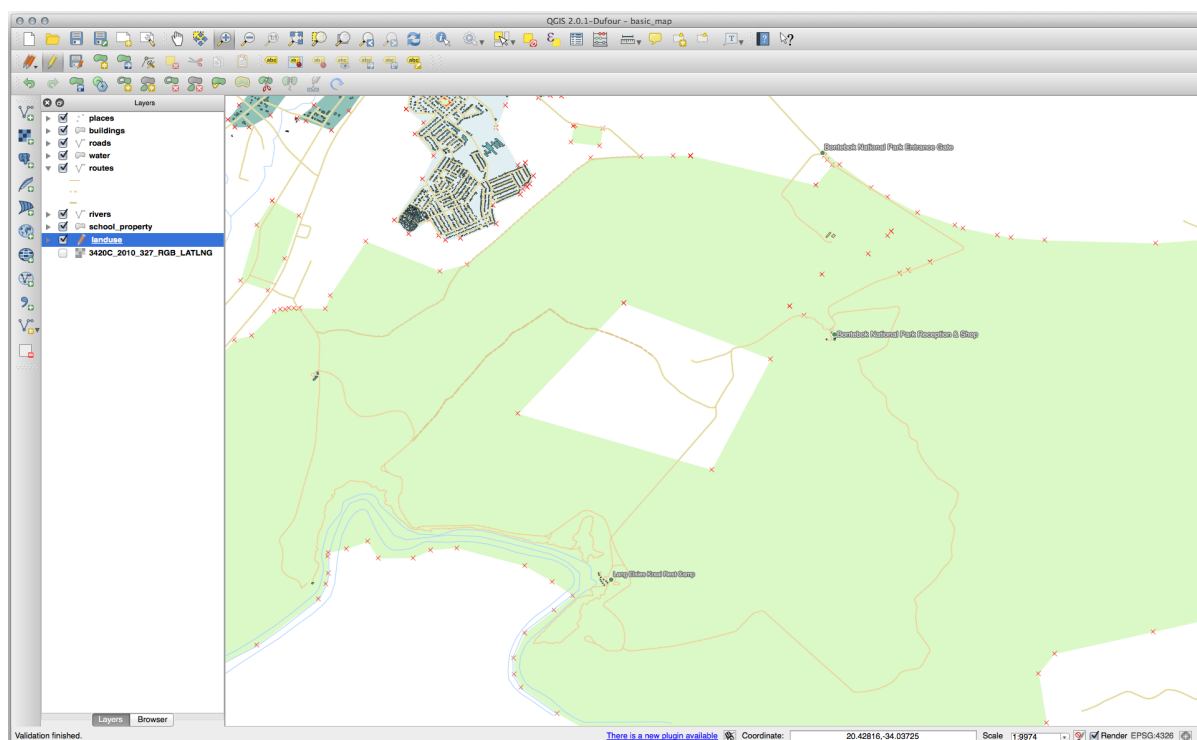 QGIS 2.0.1-Dufour - basic_map
Layers
places
buildings
roads
water
routes
rivers
school_property
landuse
3420C_2010_327_RGB_LATLNG
Bontebok National Park Entrance Gate
Bontebok National Park Reception & Shop
Lang Elsies Kraal Rest Camp
Layers Browser
Validation finished.
There is a new plugin available Coordinate: 20.42816,-34.03725 Scale 1:9974 Render EPSG:4326